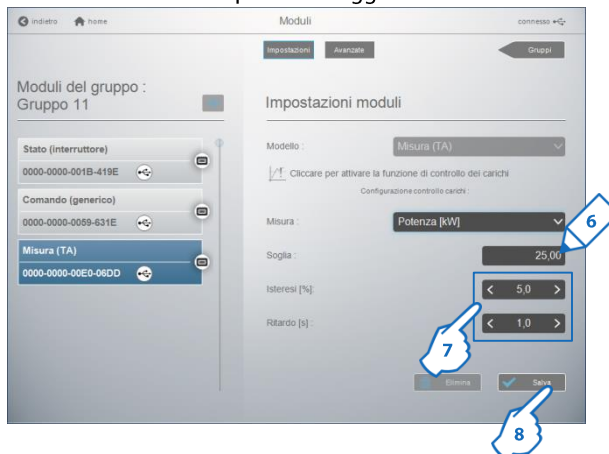 indietro home Moduli connesso
Impostazioni Avanzate Gruppi
Moduli del gruppo :
Gruppo 11
Impostazioni moduli
Stato (interruttore)
0000-0000-001B-419E
Comando (generico)
0000-0000-0059-631E
Misura (TA)
0000-0000-00E0-06DD
Modello : Misura (TA)
Cliccare per attivare la funzione di controllo dei carichi
Configurazione controllo carichi :
Misura : Potenza [kW]
6
Soglia : 25,00
Isteresi [%]: 5,0
Ritardo [s] : 1,0
7
Elimina Salva
8